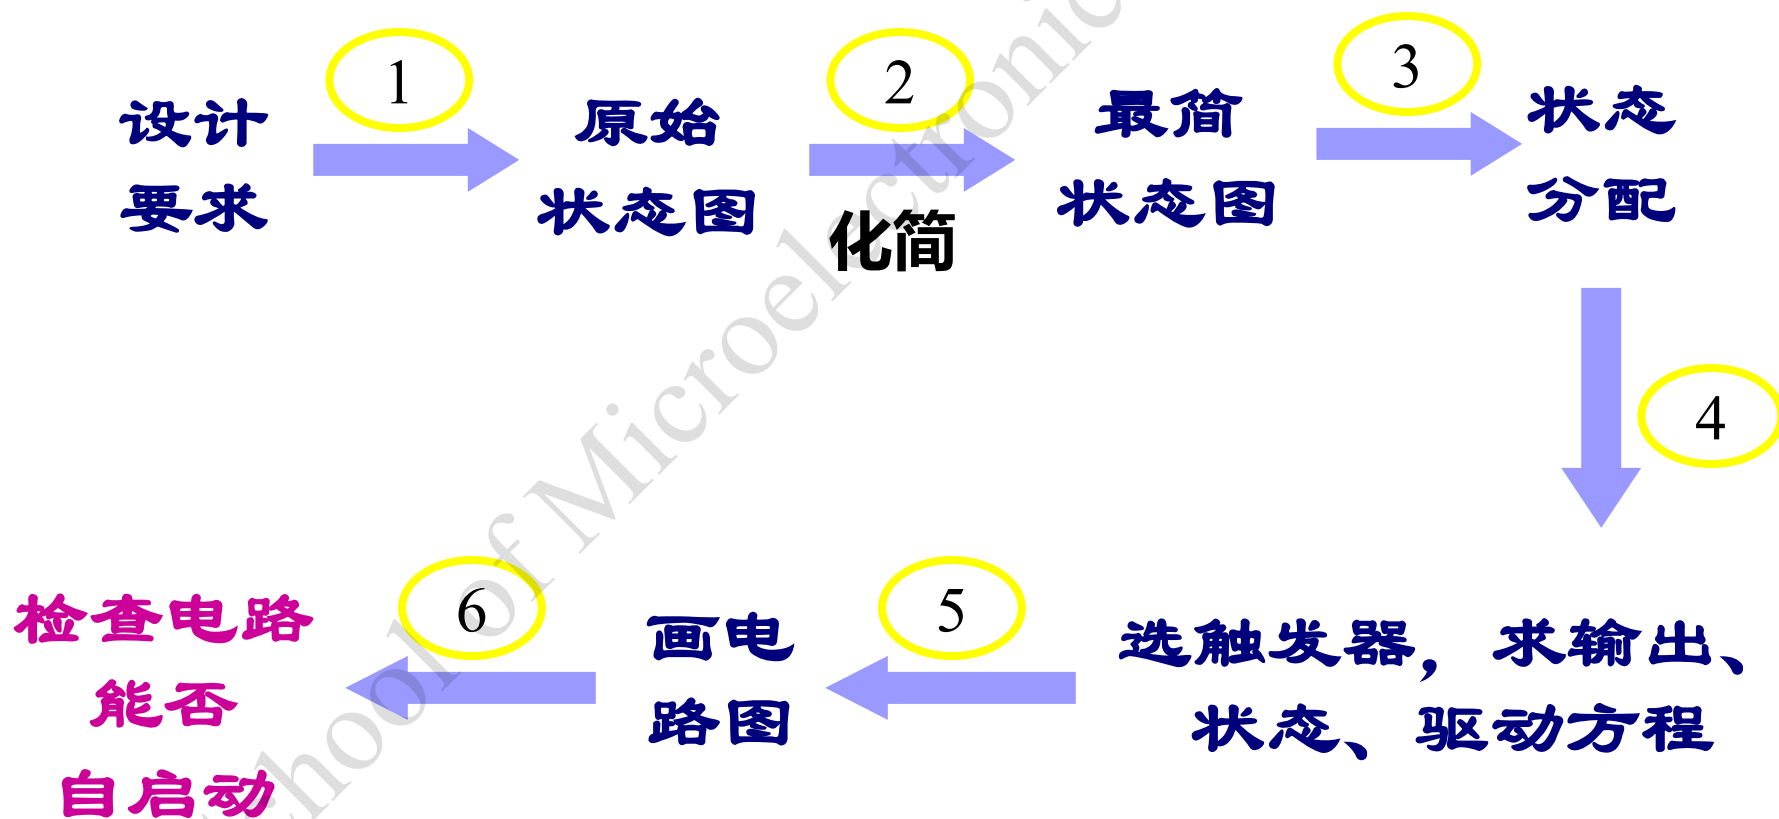 1
设计
要求
2
原始
状态图
化简
3
最简
状态图
状态
分配
4
选触发器，求输出、
状态、驱动方程
5
画电
路图
6
检查电路
能否
自启动
of Microelectronic